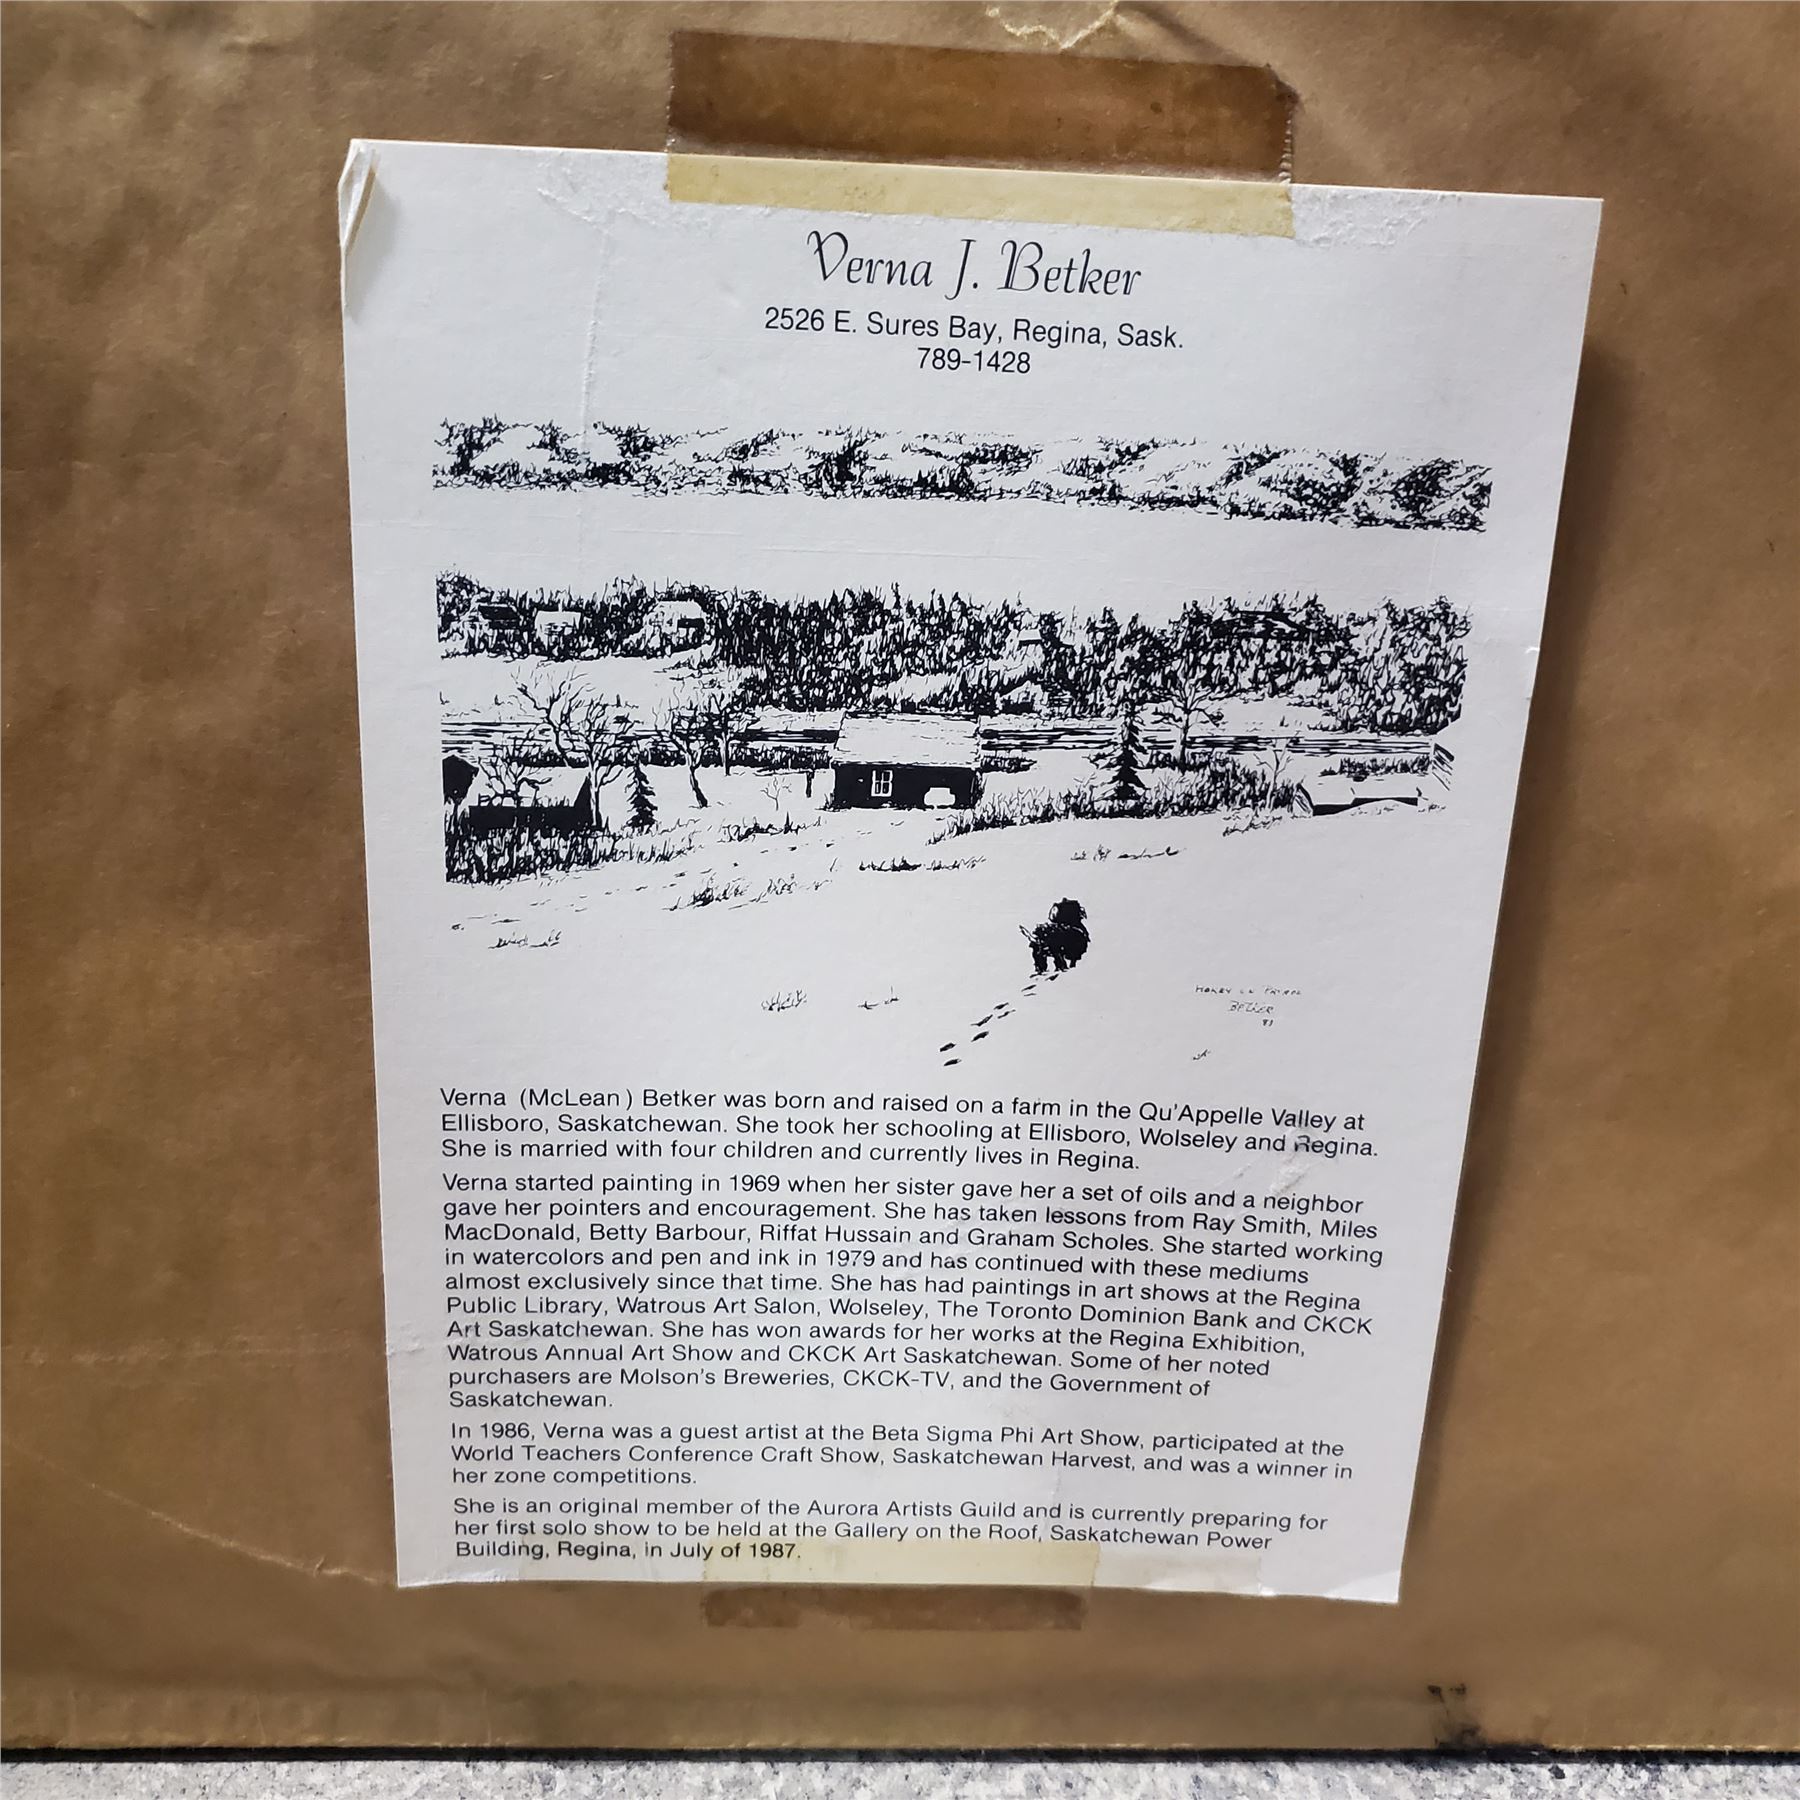 Verna J. Betker
2526 E. Sures Bay, Regina, Sask.
789-1428
BETKER
Verna (McLean) Betker was born and raised on a farm in the Qu'Appelle Valley at
Ellisboro, Saskatchewan. She took her schooling at Ellisboro, Wolseley and Regina.
She is married with four children and currently lives in Regina.
Verna started painting in 1969 when her sister gave her a set of oils and a neighbor
gave her pointers and encouragement. She has taken lessons from Ray Smith, Miles
MacDonald, Betty Barbour, Riffat Hussain and Graham Scholes. She started working
in watercolors and pen and ink in 1979 and has continued with these mediums
almost exclusively since that time. She has had paintings in art shows at the Regina
Public Library, Watrous Art Salon, Wolseley, The Toronto Dominion Bank and CKCK
Art Saskatchewan. She has won awards for her works at the Regina Exhibition,
Watrous Annual Art Show and CKCK Art Saskatchewan. Some of her noted
purchasers are Molson's Breweries, CKCK-TV, and the Government of
Saskatchewan.
In 1986, Verna was a guest artist at the Beta Sigma Phi Art Show, participated at the
World Teachers Conference Craft Show, Saskatchewan Harvest, and was a winner in
her zone competitions.
She is an original member of the Aurora Artists Guild and is currently preparing for
her first solo show to be held at the Gallery on the Roof, Saskatchewan Power
Building, Regina, in July of 1987.